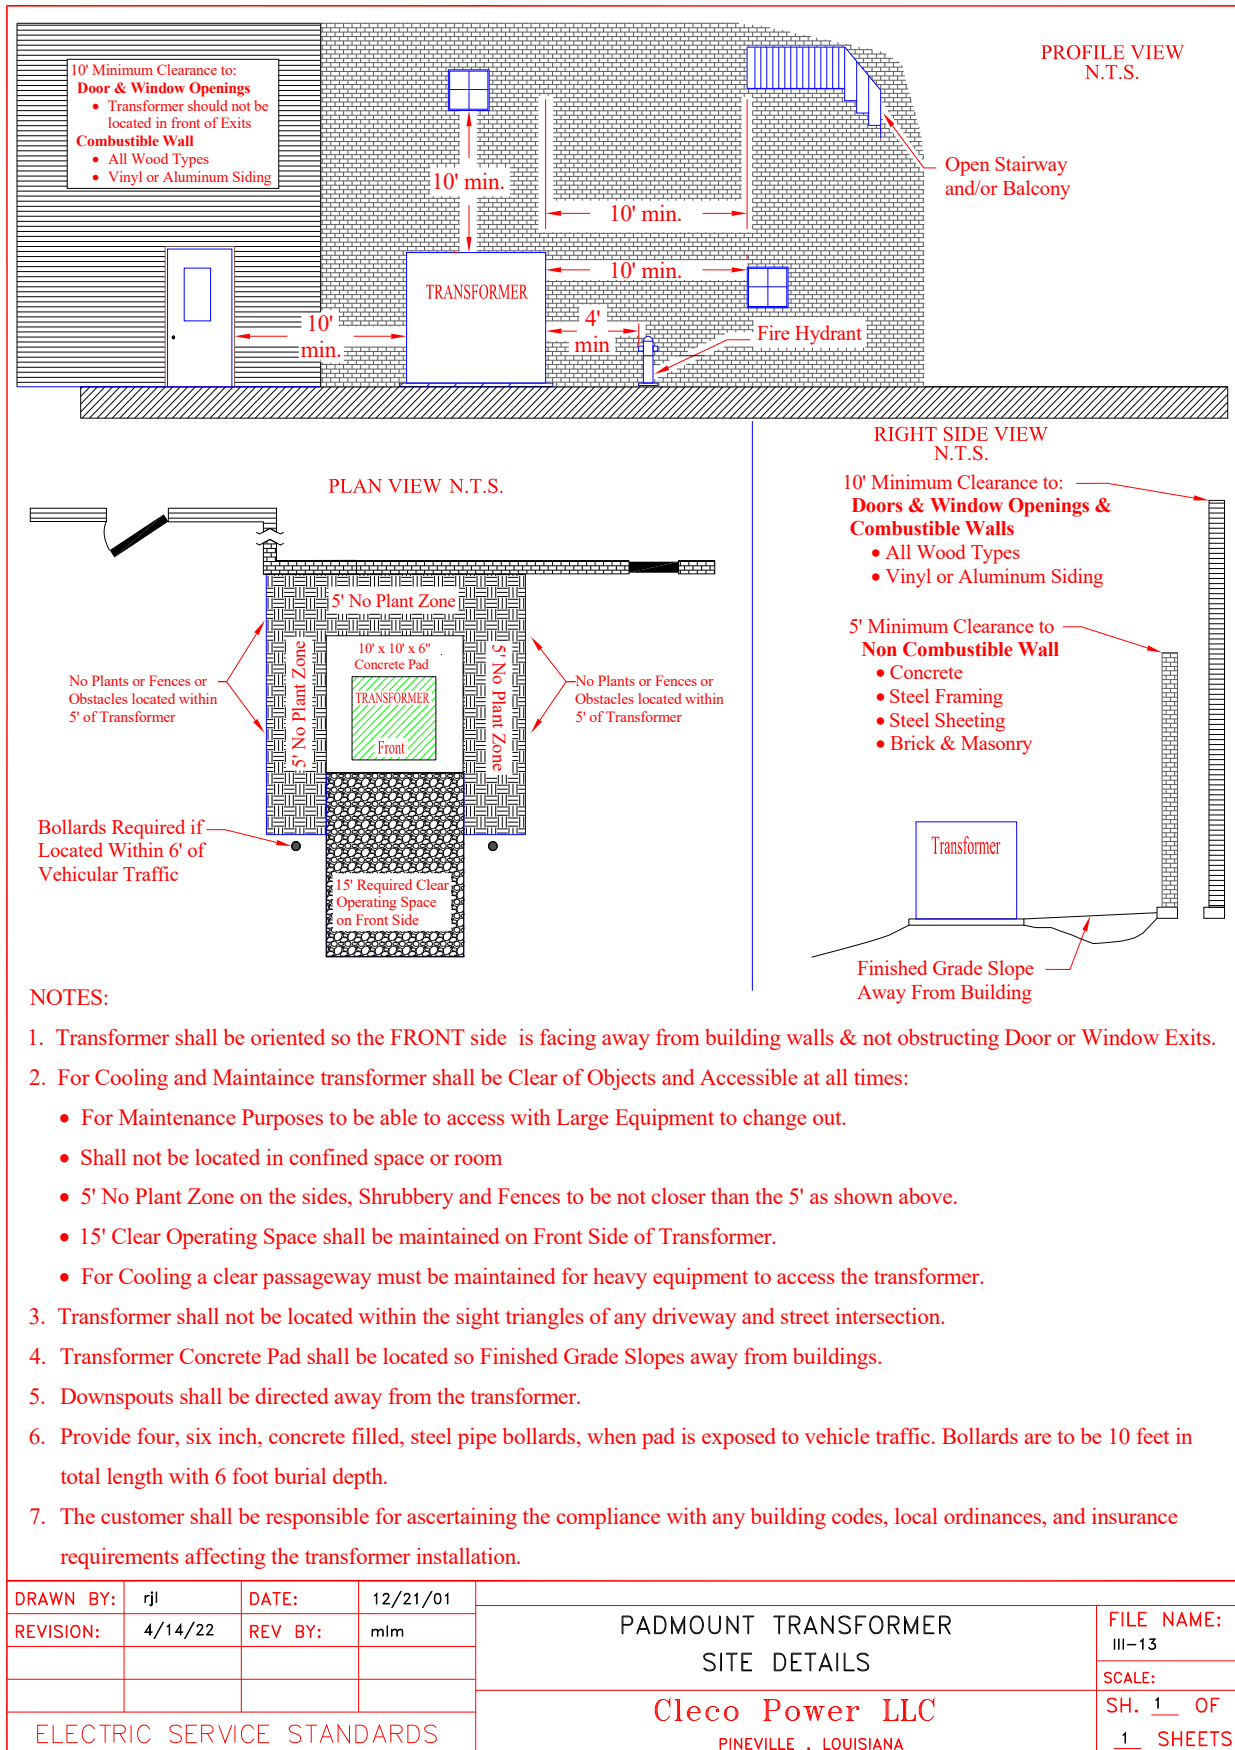 PROFILE VIEW
N.T.S.
10' Minimum Clearance to:
Door & Window Openings
• Transformer should not be
located in front of Exits
Combustible Wall
• All Wood Types
• Vinyl or Aluminum Siding
Open Stairway
and/or Balcony
10' min.
10' min.
10' min.
TRANSFORMER
10'
min.
4'
min
Fire Hydrant
RIGHT SIDE VIEW
N.T.S.
PLAN VIEW N.T.S.
10' Minimum Clearance to:
Doors & Window Openings &
Combustible Walls
• All Wood Types
• Vinyl or Aluminum Siding
5' Minimum Clearance to
Non Combustible Wall
• Concrete
• Steel Framing
• Steel Sheeting
• Brick & Masonry
5' No Plant Zone
5' No Plant Zone
5' No Plant Zone
10' x 10' x 6"
Concrete Pad
TRANSFORMER
Front
No Plants or Fences or
Obstacles located within
5' of Transformer
No Plants or Fences or
Obstacles located within
5' of Transformer
Bollards Required if
Located Within 6' of
Vehicular Traffic
15' Required Clear
Operating Space
on Front Side
Transformer
Finished Grade Slope
Away From Building
NOTES:
1. Transformer shall be oriented so the FRONT side is facing away from building walls & not obstructing Door or Window Exits.
2. For Cooling and Maintaince transformer shall be Clear of Objects and Accessible at all times:
• For Maintenance Purposes to be able to access with Large Equipment to change out.
• Shall not be located in confined space or room
• 5' No Plant Zone on the sides, Shrubbery and Fences to be not closer than the 5' as shown above.
• 15' Clear Operating Space shall be maintained on Front Side of Transformer.
• For Cooling a clear passageway must be maintained for heavy equipment to access the transformer.
3. Transformer shall not be located within the sight triangles of any driveway and street intersection.
4. Transformer Concrete Pad shall be located so Finished Grade Slopes away from buildings.
5. Downspouts shall be directed away from the transformer.
6. Provide four, six inch, concrete filled, steel pipe bollards, when pad is exposed to vehicle traffic. Bollards are to be 10 feet in
total length with 6 foot burial depth.
7. The customer shall be responsible for ascertaining the compliance with any building codes, local ordinances, and insurance
requirements affecting the transformer installation.
DRAWN BY: rjl DATE: 12/21/01
REVISION: 4/14/22 REV BY: mlm
ELECTRIC SERVICE STANDARDS
PADMOUNT TRANSFORMER
SITE DETAILS
Cleco Power LLC
PINEVILLE , LOUISIANA
FILE NAME:
III-13
SCALE:
SH. 1 OF
1 SHEETS